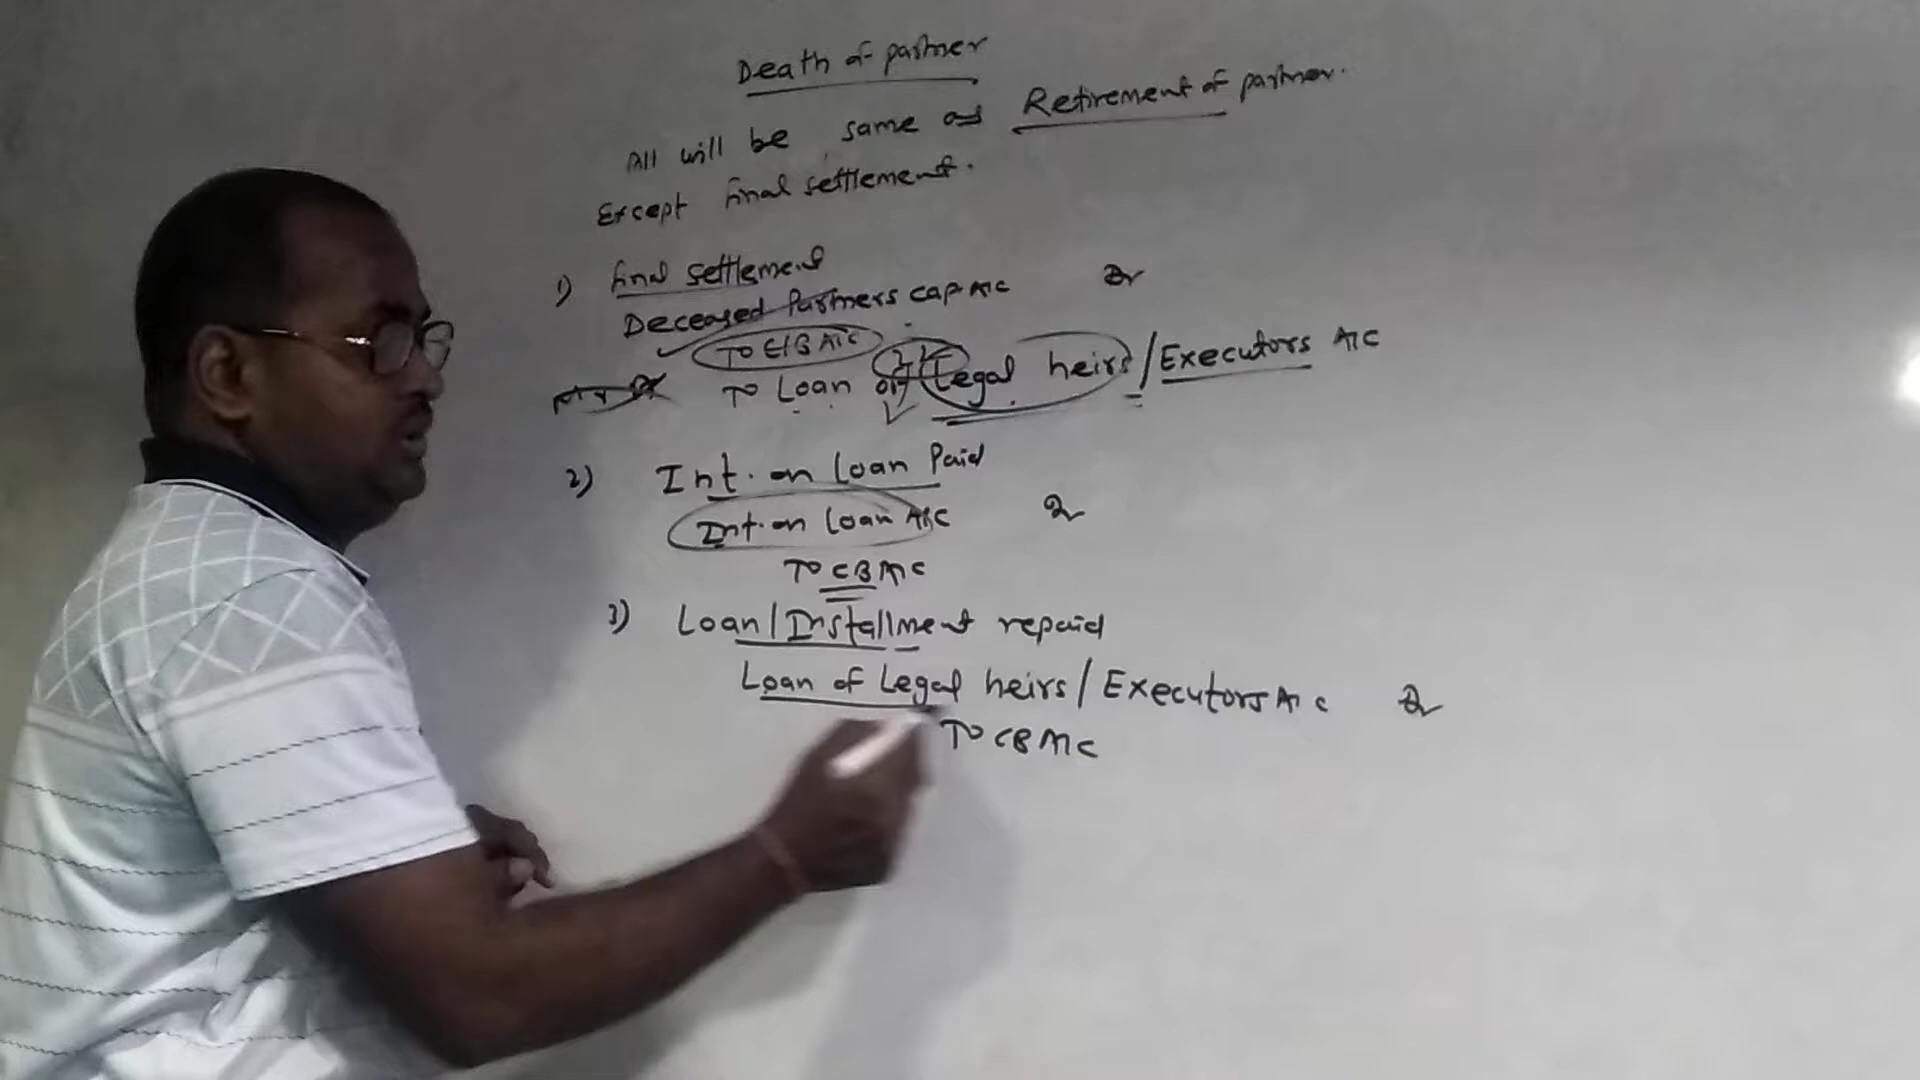 Death of partner
All will be same as Retirement of partner.
Except final settlement.
1) final settlement
Deceased Partners cap A/C Dr
To C/B A/C
To Loan of Legal heirs / Executors A/C
2) Int. on Loan Paid
Int. on Loan A/C Dr
To CB A/C
3) Loan / Installment repaid
Loan of Legal heirs / Executors A/C Dr
To CB A/C